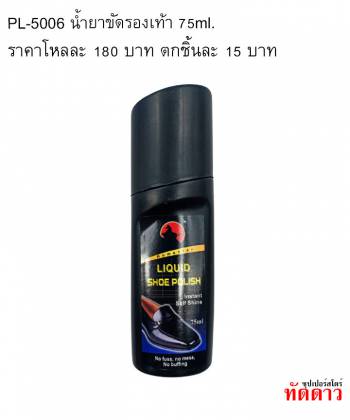 PL-5006 น้ำยาขัดรองเท้า 75ml.
ราคาโหลละ 180 บาท ตกชิ้นละ 15 บาท
LIQUID
SHOE POLISH
Instant
Self Shine
75ml
No fuss, no mess,
No buffing
ซุปเปอร์สโตร์
ทัดดาว